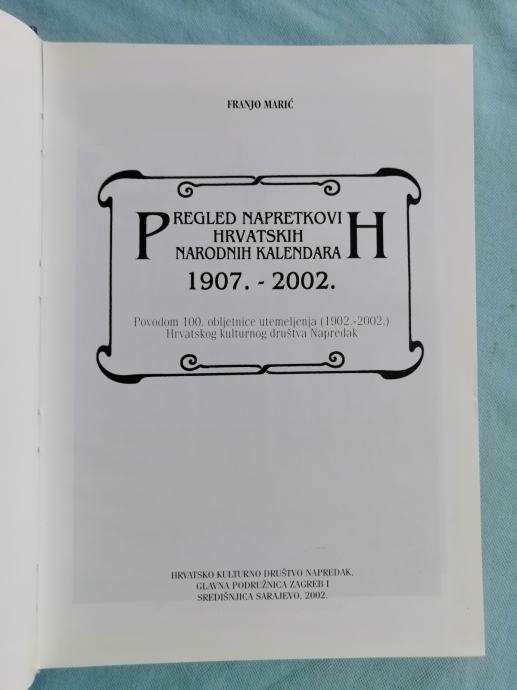 FRANJO MARIĆ
PREGLED NAPRETKOVIH
HRVATSKIH
NARODNIH KALENDARA
1907. - 2002.
Povodom 100. obljetnice utemeljenja (1902.-2002.)
Hrvatskog kulturnog društva Napredak
HRVATSKO KULTURNO DRUŠTVO NAPREDAK,
GLAVNA PODRUŽNICA ZAGREB I
SREDIŠNJICA SARAJEVO, 2002.